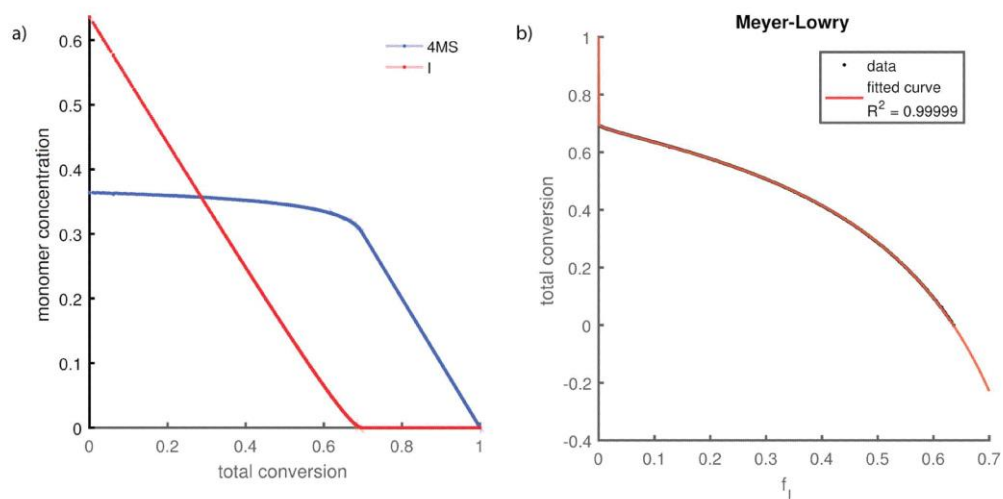 a)
0.6
0.5
0.4
0.3
0.2
0.1
0
0
0.2
0.4
0.6
0.8
1
monomer concentration
total conversion
4MS
I
b)
Meyer-Lowry
1
0.8
0.6
0.4
0.2
0
-0.2
-0.4
0
0.1
0.2
0.3
0.4
0.5
0.6
0.7
total conversion
f_I
data
fitted curve
R² = 0.99999